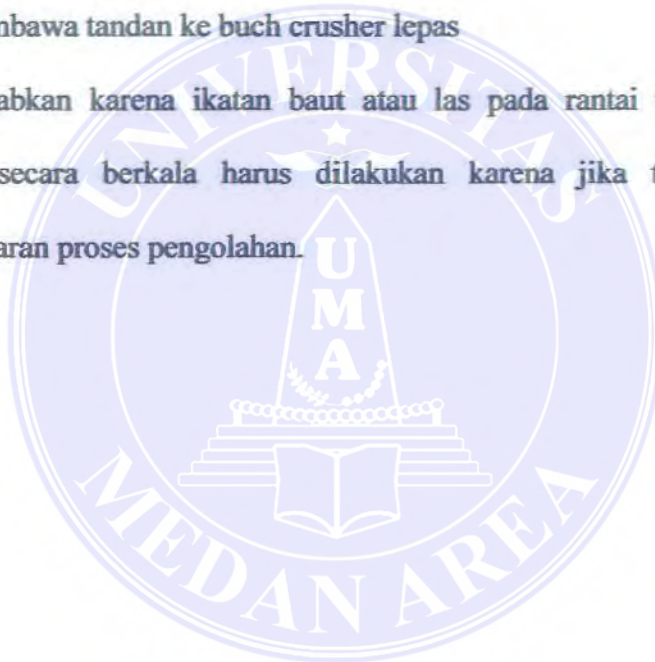 nbawa tandan ke buch crusher lepas
abkan karena ikatan baut atau las pada rantai
secara berkala harus dilakukan karena jika t
aran proses pengolahan.
UNIVERSITAS
U
M
A
MEDAN AREA